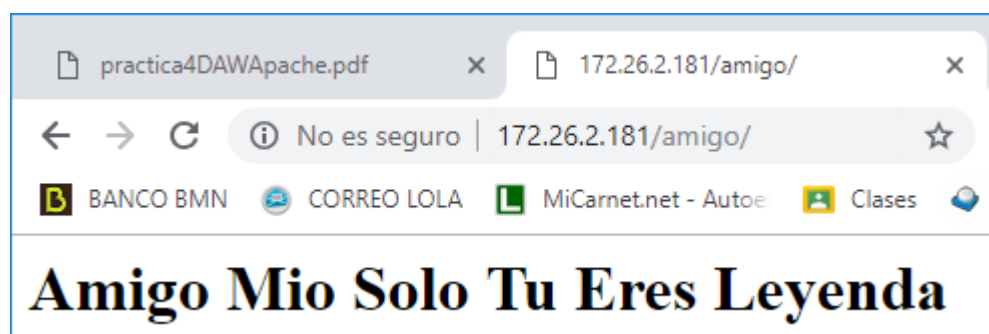 practica4DAWApache.pdf 172.26.2.181/amigo/
No es seguro | 172.26.2.181/amigo/
BANCO BMN CORREO LOLA MiCarnet.net - Autoe Clases
Amigo Mio Solo Tu Eres Leyenda